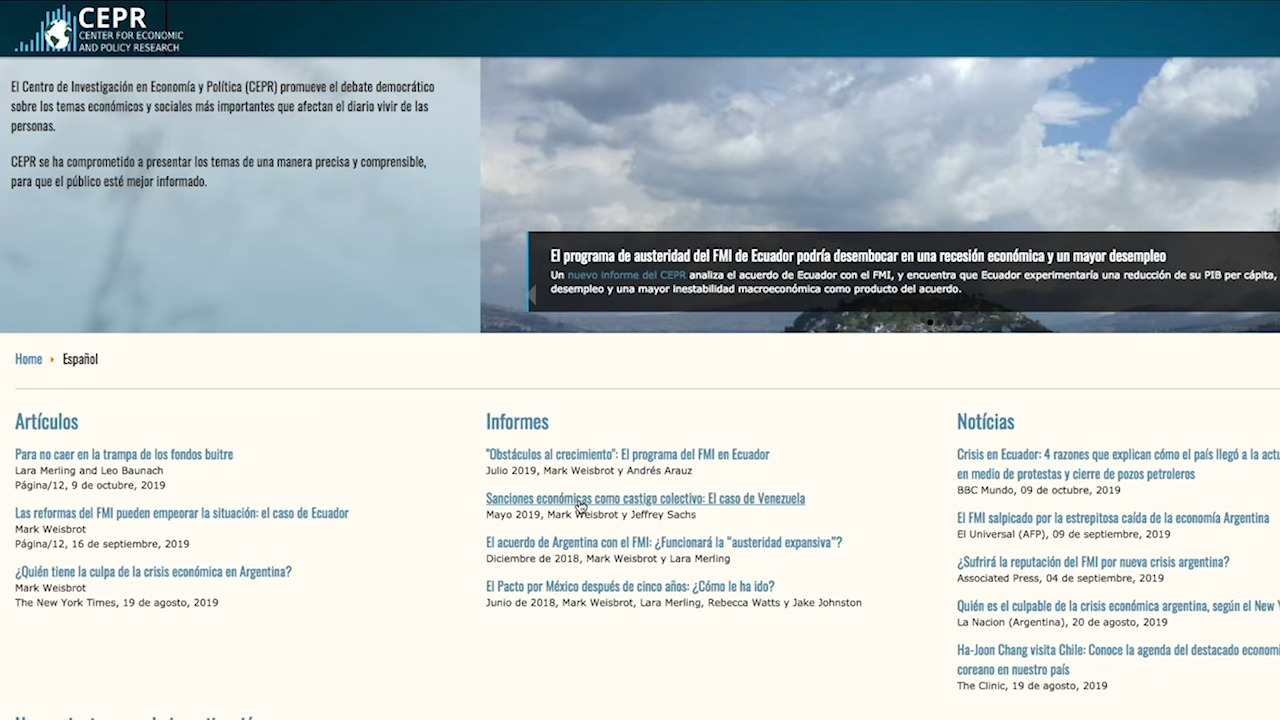 CEPR
CENTER FOR ECONOMIC
AND POLICY RESEARCH
El Centro de Investigación en Economía y Política (CEPR) promueve el debate democrático
sobre los temas económicos y sociales más importantes que afectan el diario vivir de las
personas.
CEPR se ha comprometido a presentar los temas de una manera precisa y comprensible,
para que el público esté mejor informado.
El programa de austeridad del FMI de Ecuador podría desembocar en una recesión económica y un mayor desempleo
Un nuevo informe del CEPR analiza el acuerdo de Ecuador con el FMI, y encuentra que Ecuador experimentaría una reducción de su PIB per cápita,
desempleo y una mayor inestabilidad macroeconómica como producto del acuerdo.
Home Español
Artículos
Para no caer en la trampa de los fondos buitre
Lara Merling and Leo Baunach
Página/12, 9 de octubre, 2019
Las reformas del FMI pueden empeorar la situación: el caso de Ecuador
Mark Weisbrot
Página/12, 16 de septiembre, 2019
¿Quién tiene la culpa de la crisis económica en Argentina?
Mark Weisbrot
The New York Times, 19 de agosto, 2019
Informes
"Obstáculos al crecimiento": El programa del FMI en Ecuador
Julio 2019, Mark Weisbrot y Andrés Arauz
Sanciones económicas como castigo colectivo: El caso de Venezuela
Mayo 2019, Mark Weisbrot y Jeffrey Sachs
El acuerdo de Argentina con el FMI: ¿Funcionará la "austeridad expansiva"?
Diciembre de 2018, Mark Weisbrot y Lara Merling
El Pacto por México después de cinco años: ¿Cómo le ha ido?
Junio de 2018, Mark Weisbrot, Lara Merling, Rebecca Watts y Jake Johnston
Notícias
Crisis en Ecuador: 4 razones que explican cómo el país llegó a la
en medio de protestas y cierre de pozos petroleros
BBC Mundo, 09 de octubre, 2019
El FMI salpicado por la estrepitosa caída de la economía Argentina
El Universal (AFP), 09 de septiembre, 2019
¿Sufrirá la reputación del FMI por nueva crisis argentina?
Associated Press, 04 de septiembre, 2019
Quién es el culpable de la crisis económica argentina, según el New
La Nacion (Argentina), 20 de agosto, 2019
Ha-Joon Chang visita Chile: Conoce la agenda del destacado
coreano en nuestro país
The Clinic, 19 de agosto, 2019